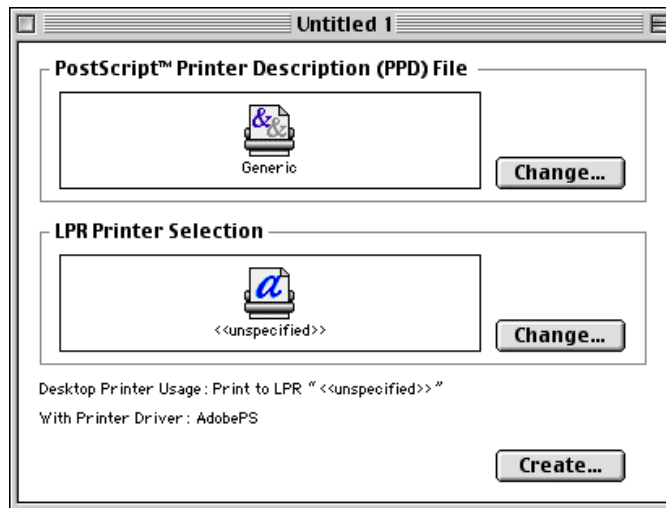 Untitled 1
PostScript™ Printer Description (PPD) File
&&
Generic
Change...
LPR Printer Selection
a
<<unspecified>>
Change...
Desktop Printer Usage : Print to LPR “<<unspecified>>”
With Printer Driver : AdobePS
Create...